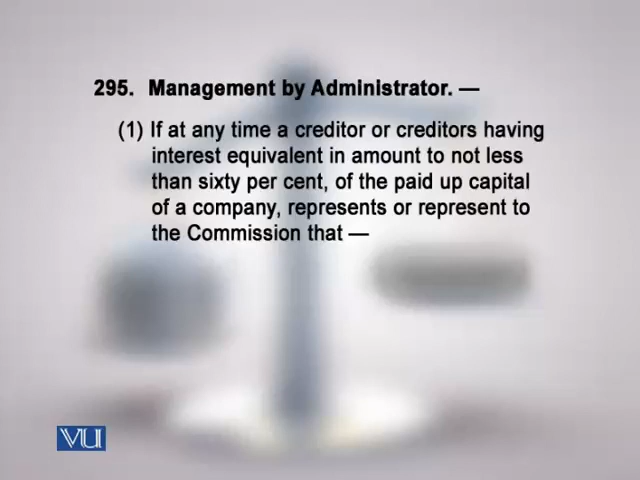 295. Management by Administrator. —
(1) If at any time a creditor or creditors having
interest equivalent in amount to not less
than sixty per cent, of the paid up capital
of a company, represents or represent to
the Commission that —
VU